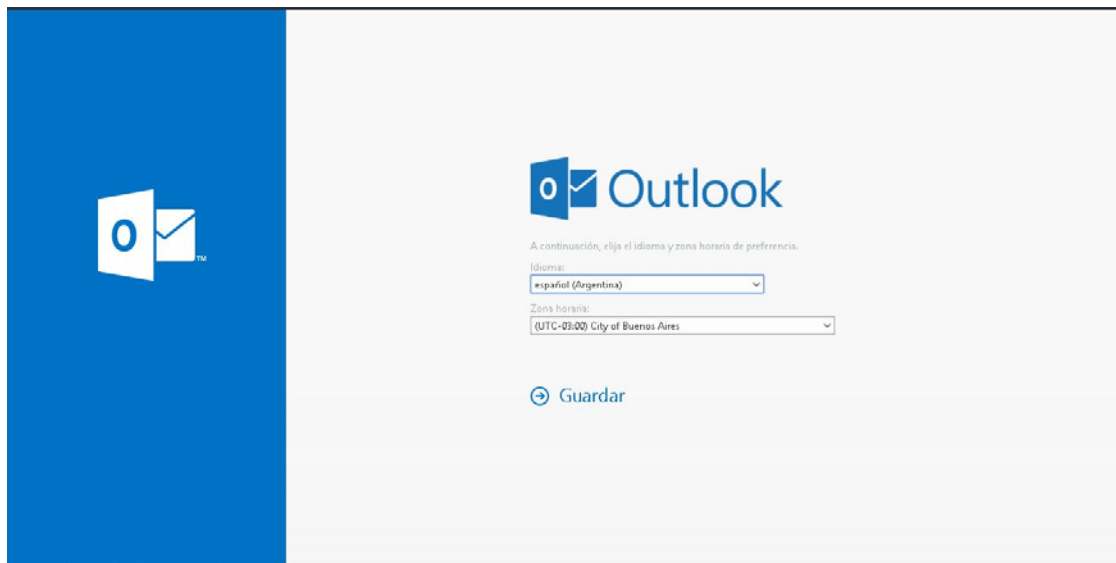 O
TM
O Outlook
A continuación, elija el idioma y zona horaria de preferencia.
Idioma:
español (Argentina)
Zona horaria:
(UTC-03:00) City of Buenos Aires
Guardar